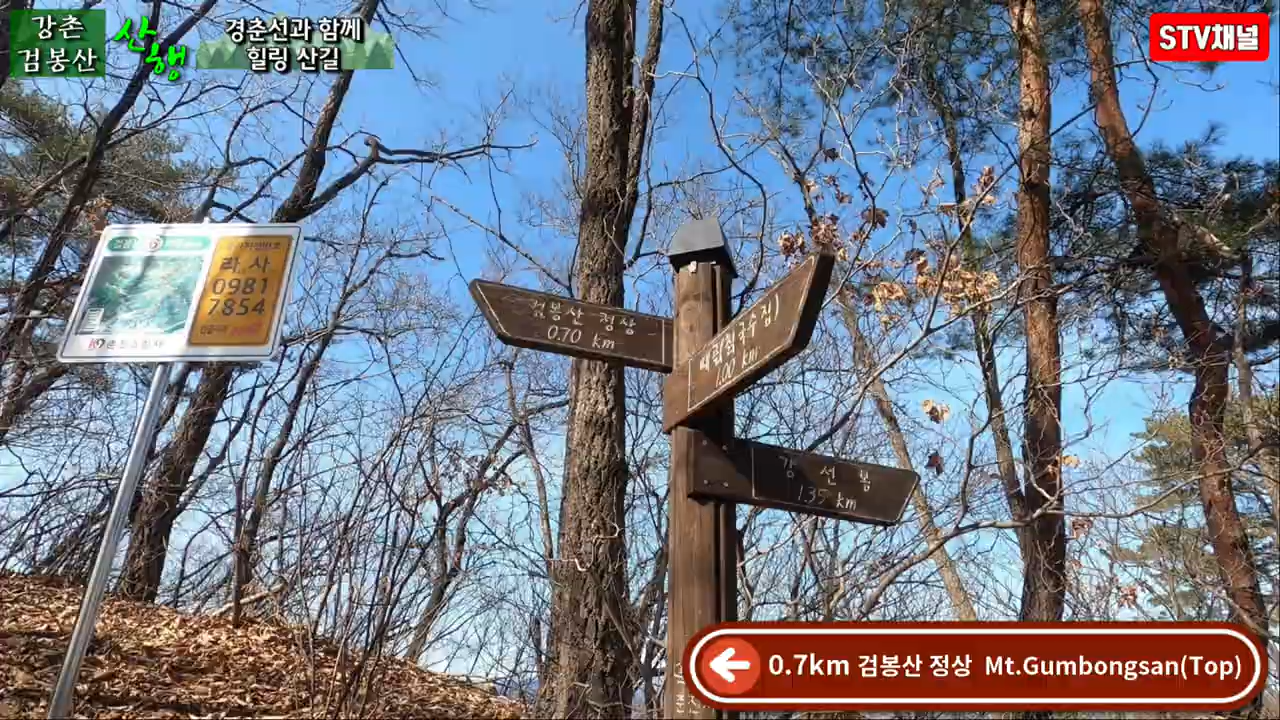 강촌
검봉산
산행
경춘선과 함께
힐링 산길
STV채널
라 사
0981
7854
검봉산 정상
0.70 km
1.00 km
강 선 봉
1.35 km
0.7km 검봉산 정상 Mt.Gumbongsan(Top)